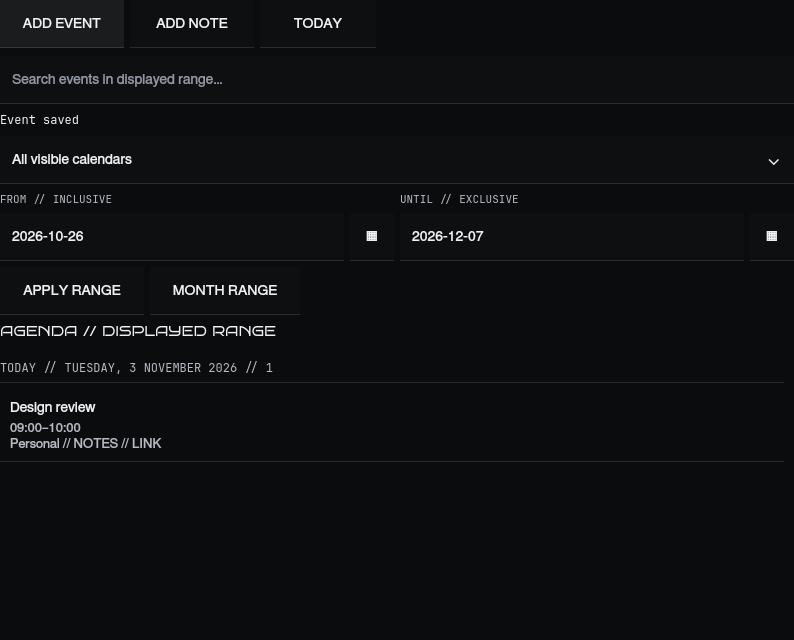 ADD EVENT ADD NOTE TODAY
Search events in displayed range...
Event saved
All visible calendars
FROM // INCLUSIVE UNTIL // EXCLUSIVE
2026-10-26 2026-12-07
APPLY RANGE MONTH RANGE
AGENDA // DISPLAYED RANGE
TODAY // TUESDAY, 3 NOVEMBER 2026 // 1
Design review
09:00–10:00
Personal // NOTES // LINK